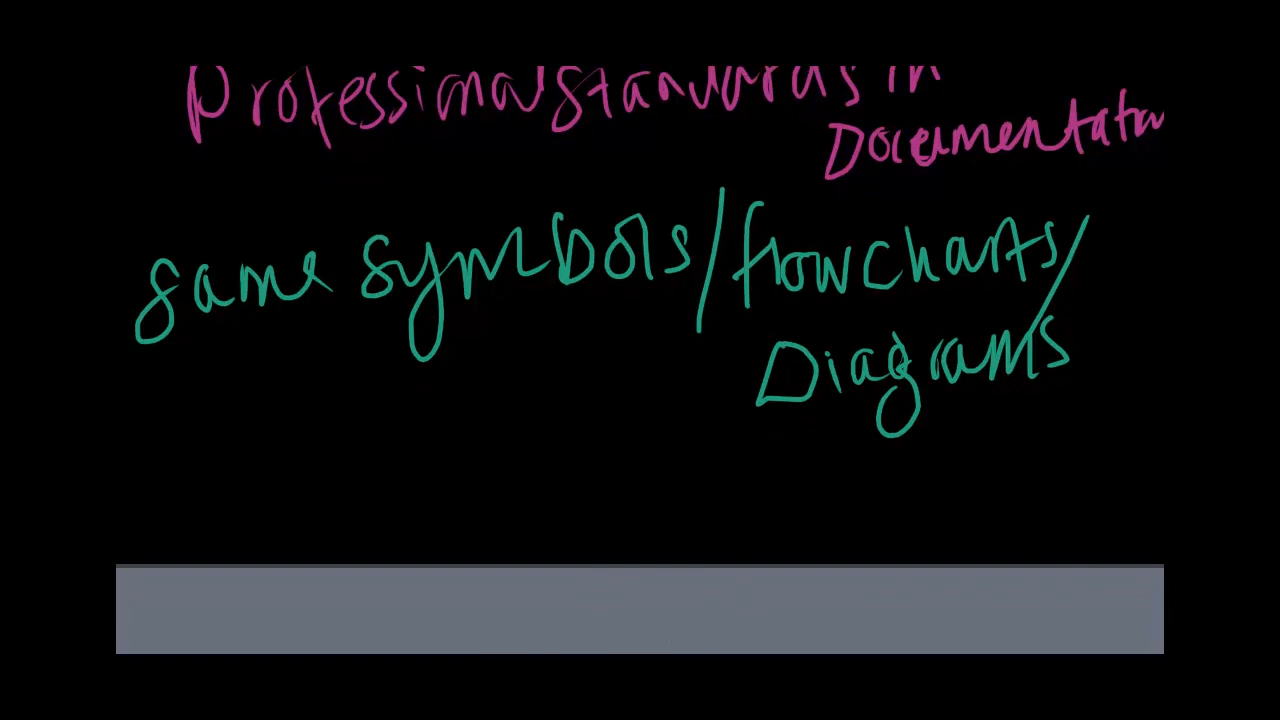 Professional standards in
Documentation
same symbols/flowcharts/
Diagrams